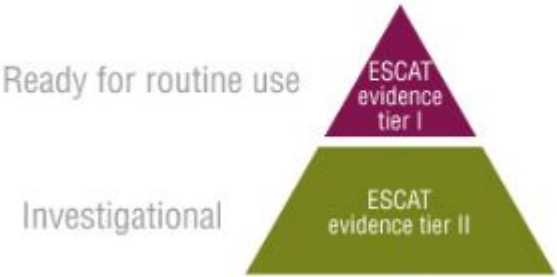 Ready for routine use
ESCAT
evidence
tier I
Investigational
ESCAT
evidence tier II